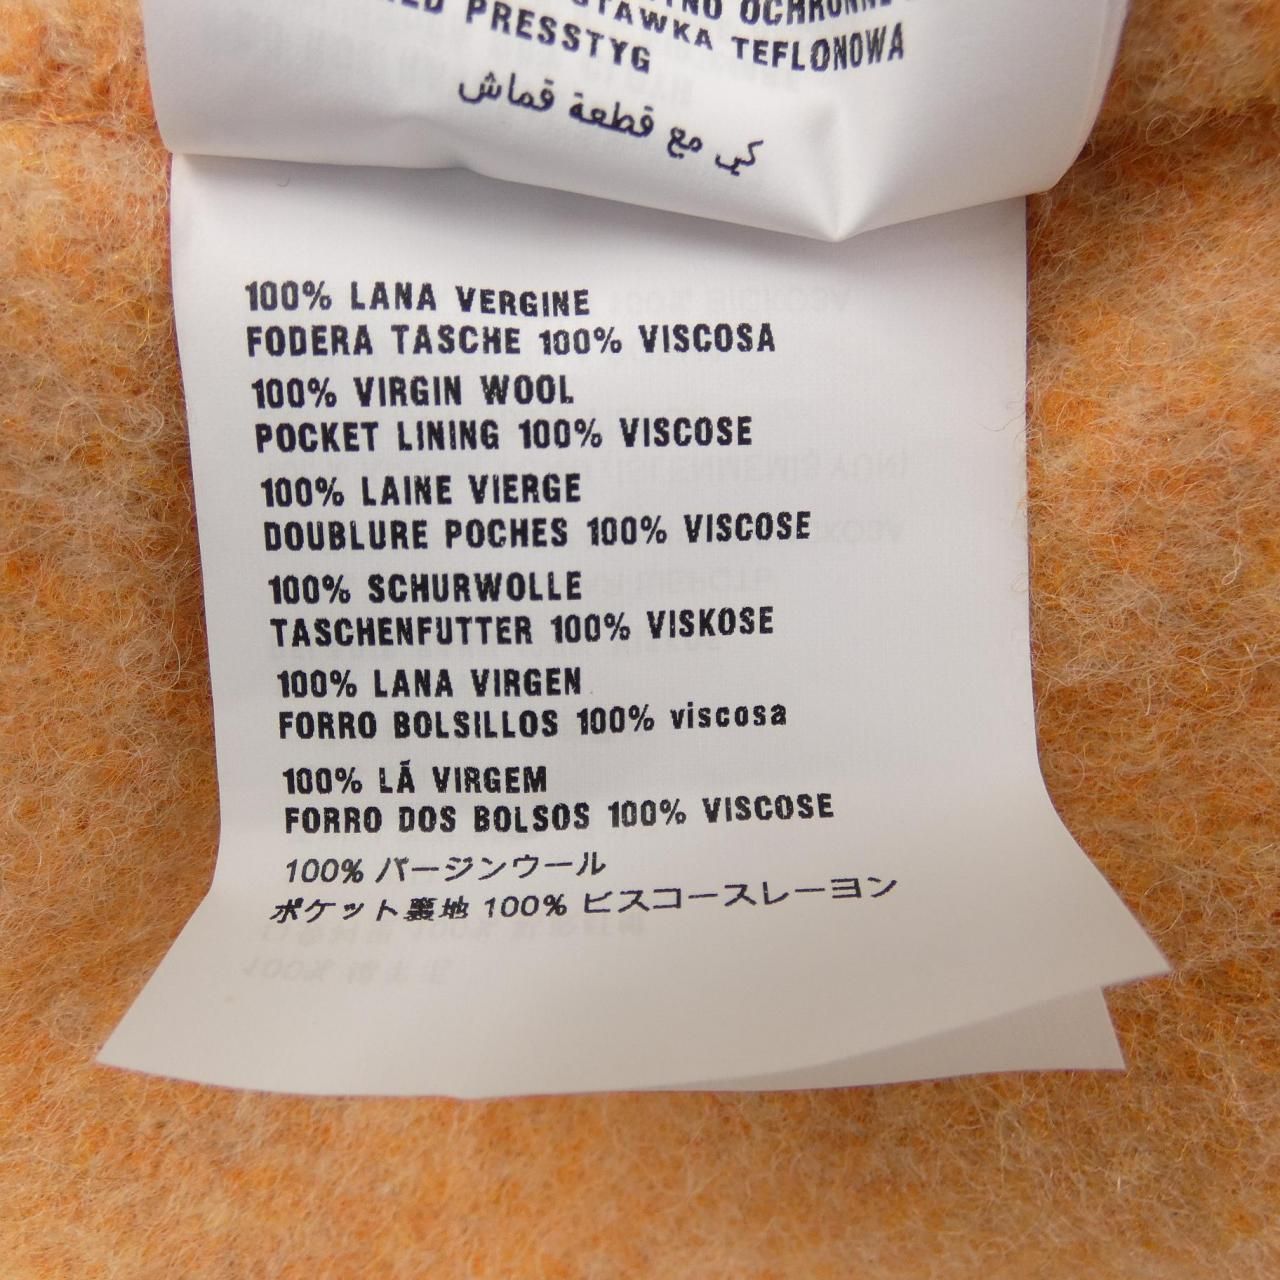 OCHRONNE
STAWKA TEFLONOWA
PRESSTYG
كي مع قطعة قماش
100% LANA VERGINE
FODERA TASCHE 100% VISCOSA
100% VIRGIN WOOL
POCKET LINING 100% VISCOSE
100% LAINE VIERGE
DOUBLURE POCHES 100% VISCOSE
100% SCHURWOLLE
TASCHENFUTTER 100% VISKOSE
100% LANA VIRGEN
FORRO BOLSILLOS 100% viscosa
100% LÃ VIRGEM
FORRO DOS BOLSOS 100% VISCOSE
100% バージンウール
ポケット裏地 100% ビスコースレーヨン